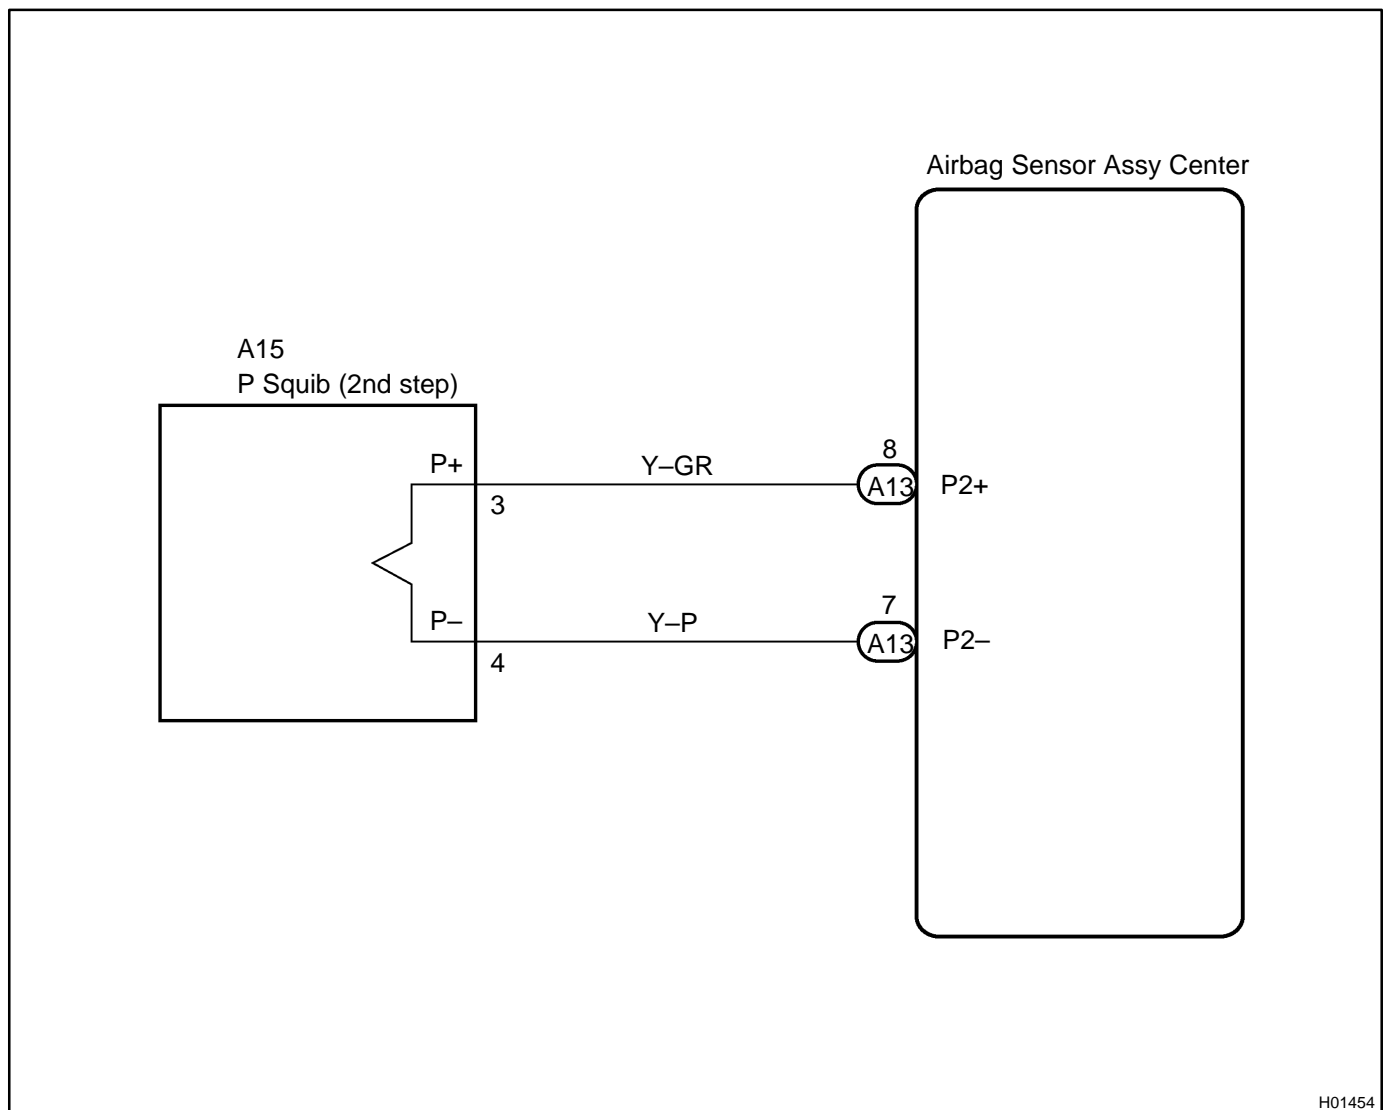 Airbag Sensor Assy Center
A15
P Squib (2nd step)
P+
3
Y–GR
8
A13
P2+
P–
4
Y–P
7
A13
P2–
H01454